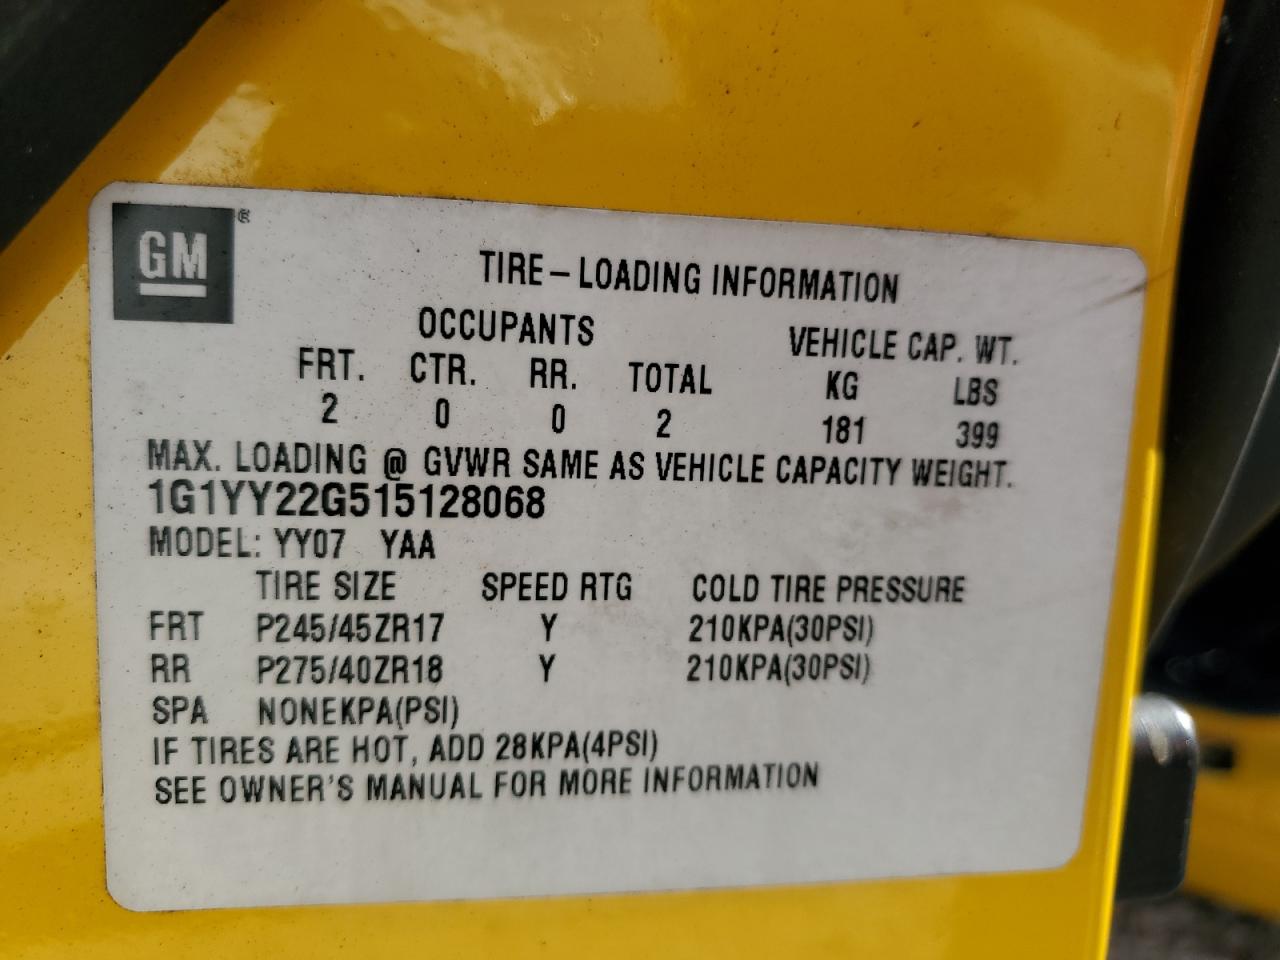 GM ®
TIRE–LOADING INFORMATION
OCCUPANTS VEHICLE CAP. WT.
FRT. CTR. RR. TOTAL KG LBS
2 0 0 2 181 399
MAX. LOADING @ GVWR SAME AS VEHICLE CAPACITY WEIGHT.
1G1YY22G515128068
MODEL: YY07 YAA
TIRE SIZE SPEED RTG COLD TIRE PRESSURE
FRT P245/45ZR17 Y 210KPA(30PSI)
RR P275/40ZR18 Y 210KPA(30PSI)
SPA NONEKPA(PSI)
IF TIRES ARE HOT, ADD 28KPA(4PSI)
SEE OWNER'S MANUAL FOR MORE INFORMATION